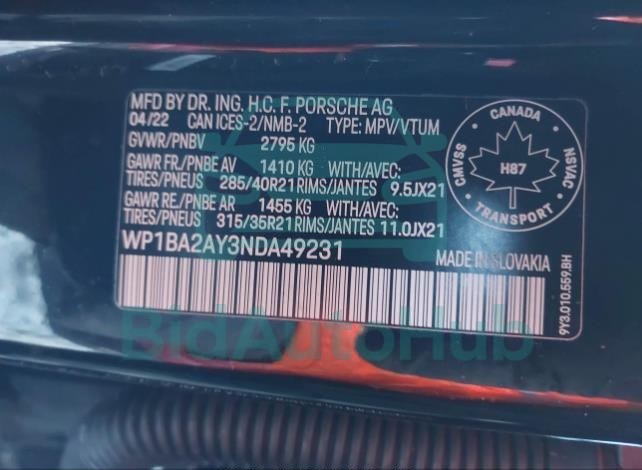 MFD BY DR. ING. H.C. F. PORSCHE AG
04/22 CAN ICES-2/NMB-2 TYPE: MPV/VTUM
GVWR/PNBV 2795 KG
GAWR FR./PNBE AV 1410 KG WITH/AVEC:
TIRES/PNEUS 285/40R21 RIMS/JANTES 9.5JX21
GAWR RE./PNBE AR 1455 KG WITH/AVEC:
TIRES/PNEUS 315/35R21 RIMS/JANTES 11.0JX21
WP1BA2AY3NDA49231
MADE IN SLOVAKIA
CANADA
CMVSS
NSVAC
H87
TRANSPORT
9Y3.010.559.BH
BidAutoHub